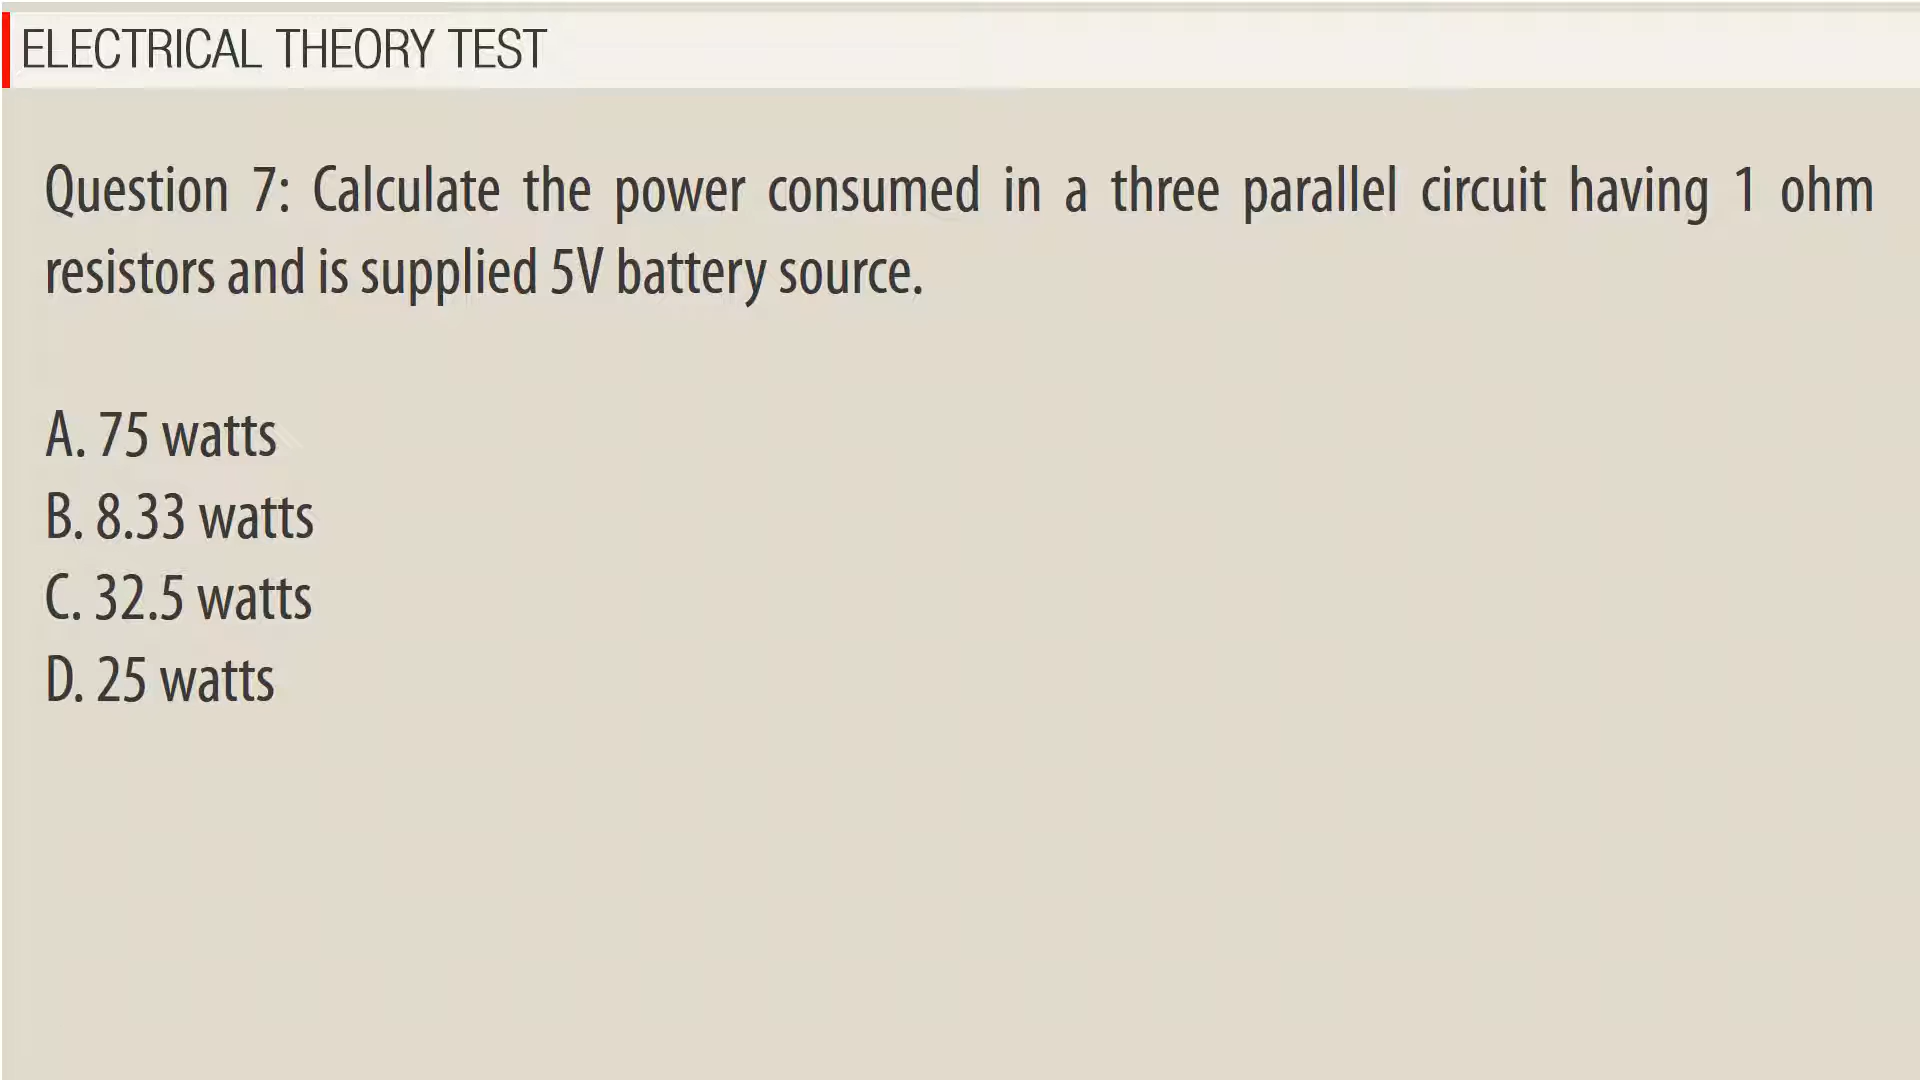 ELECTRICAL THEORY TEST
Question 7: Calculate the power consumed in a three parallel circuit having 1 ohm
resistors and is supplied 5V battery source.
A. 75 watts
B. 8.33 watts
C. 32.5 watts
D. 25 watts